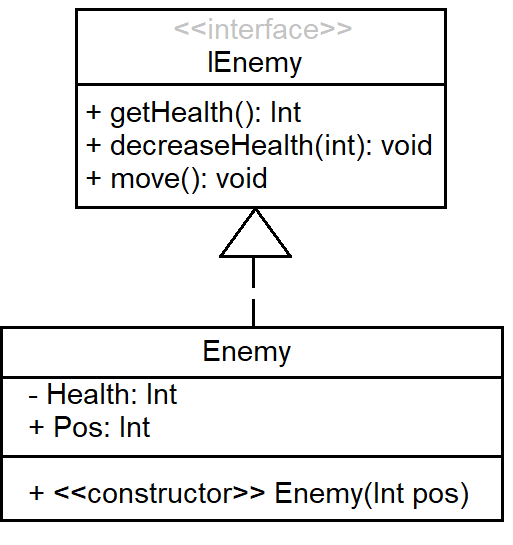 <<interface>>
IEnemy
+ getHealth(): Int
+ decreaseHealth(int): void
+ move(): void
Enemy
- Health: Int
+ Pos: Int
+ <<constructor>> Enemy(Int pos)